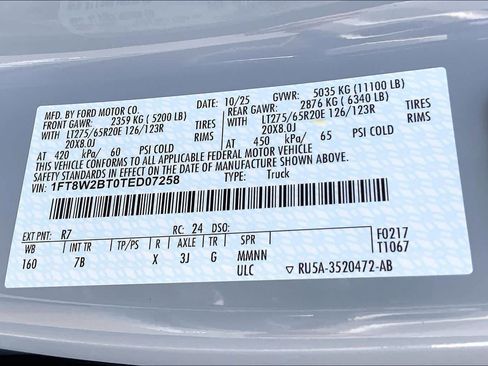 MFD. BY FORD MOTOR CO.
10/25 GVWR: 5035 KG (11100 LB)
FRONT GAWR: 2359 KG ( 5200 LB)
REAR GAWR: 2876 KG ( 6340 LB)
WITH LT275/65R20E 126/123R TIRES
20X8.0J RIMS
WITH LT275/65R20E 126/123R TIRES
20X8.0J RIMS
AT 420 kPa/ 60 PSI COLD
AT 450 kPa/ 65 PSI COLD
THIS VEHICLE CONFORMS TO ALL APPLICABLE FEDERAL MOTOR VEHICLE
SAFETY STANDARDS IN EFFECT ON THE DATE OF MANUFACTURE SHOWN ABOVE.
VIN: 1FT8W2BT0TED07258
TYPE: Truck
EXT PNT: R7 RC: 24 DSO: F0217
WB INT TR TP/PS R AXLE TR SPR T1067
160 7B X 3J G MMNN
ULC ▽ RU5A-3520472-AB